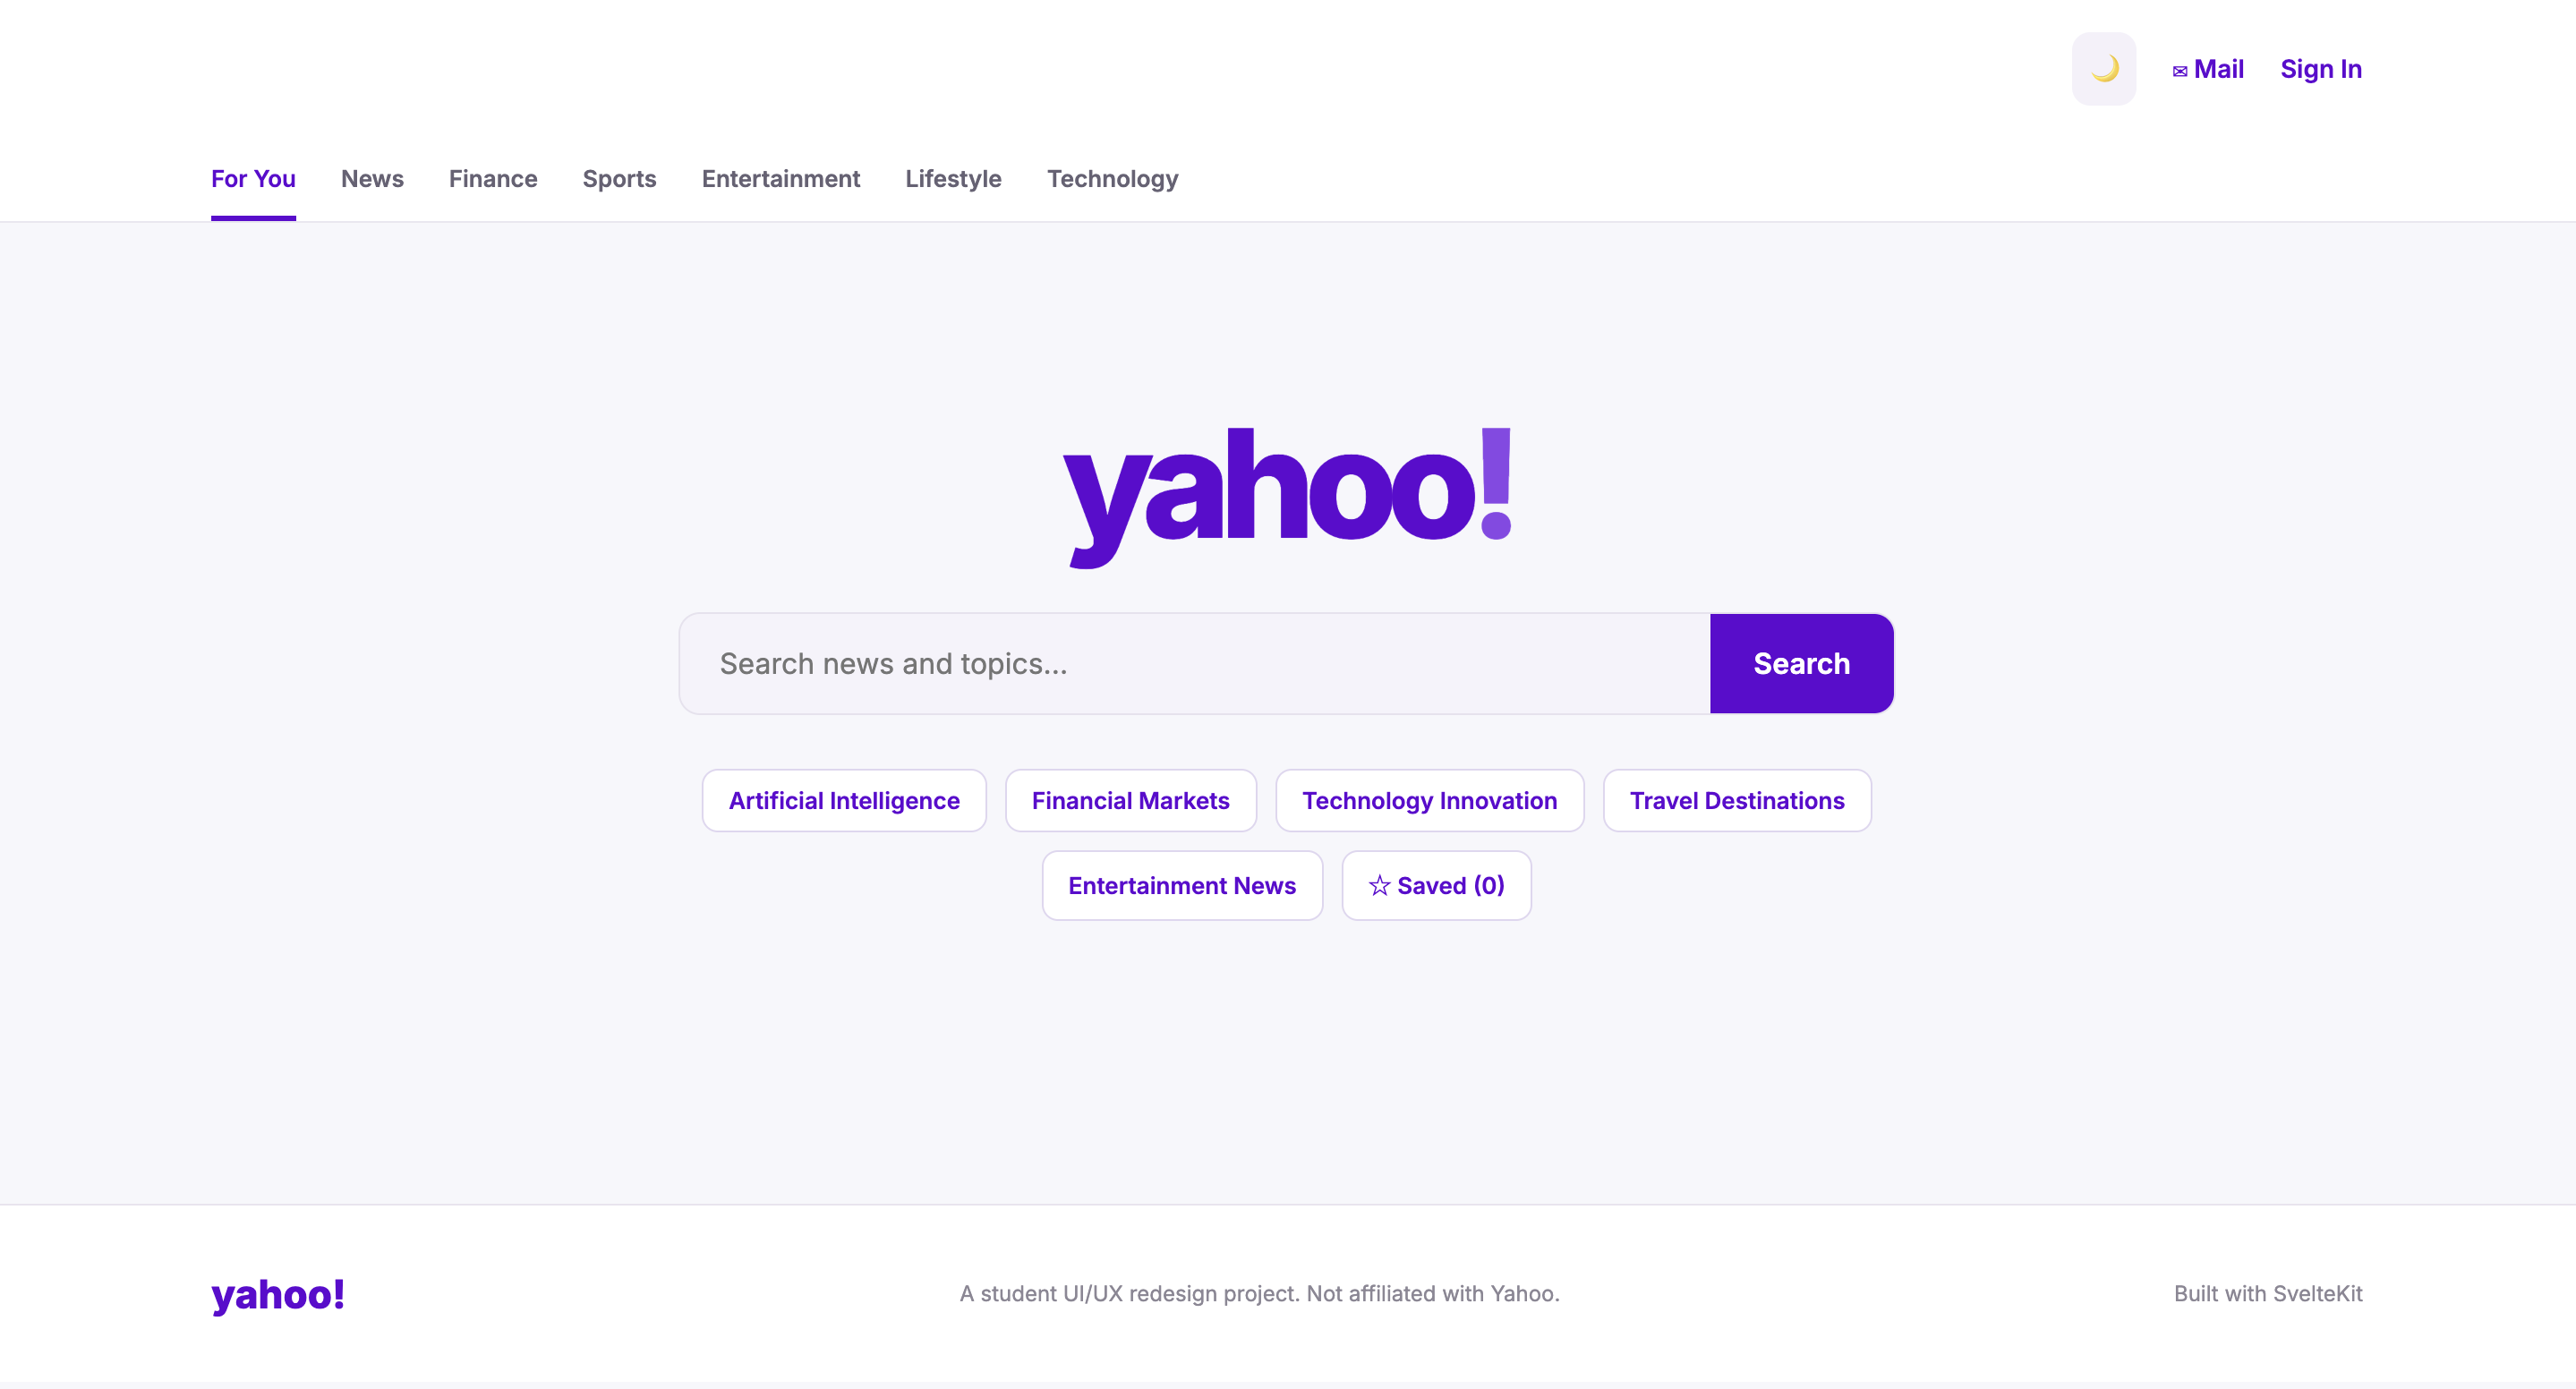 🌙 ✉ Mail Sign In
For You News Finance Sports Entertainment Lifestyle Technology
yahoo!
Search news and topics... Search
Artificial Intelligence Financial Markets Technology Innovation Travel Destinations
Entertainment News ☆ Saved (0)
yahoo! A student UI/UX redesign project. Not affiliated with Yahoo. Built with SvelteKit